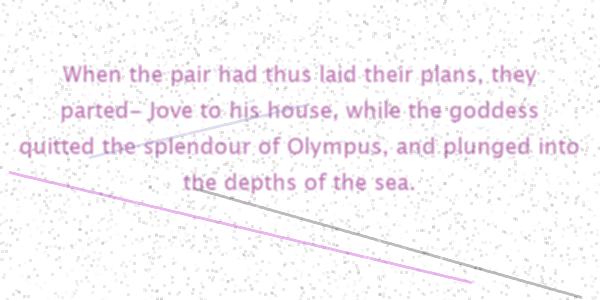 When the pair had thus laid their plans, they
parted– Jove to his house, while the goddess
quitted the splendour of Olympus, and plunged into
the depths of the sea.